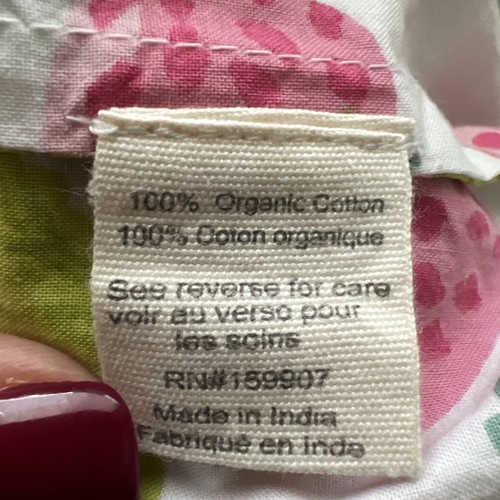 100% Organic Cotton
100% Coton organique
See reverse for care
voir au verso pour
les soins
RN#159907
Made in India
Fabriqué en Inde